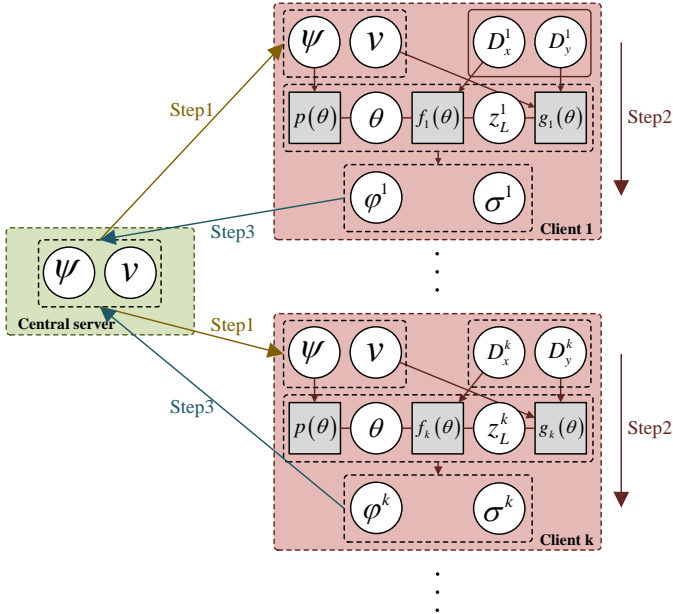 ψ ν D_x^1 D_y^1
Step1
p(θ) θ f_1(θ) z_L^1 g_1(θ)
Step2
φ^1 σ^1
Step3
Client 1
ψ ν
Central server
Step1
ψ ν D_x^k D_y^k
Step3
p(θ) θ f_k(θ) z_L^k g_k(θ)
Step2
φ^k σ^k
Client k